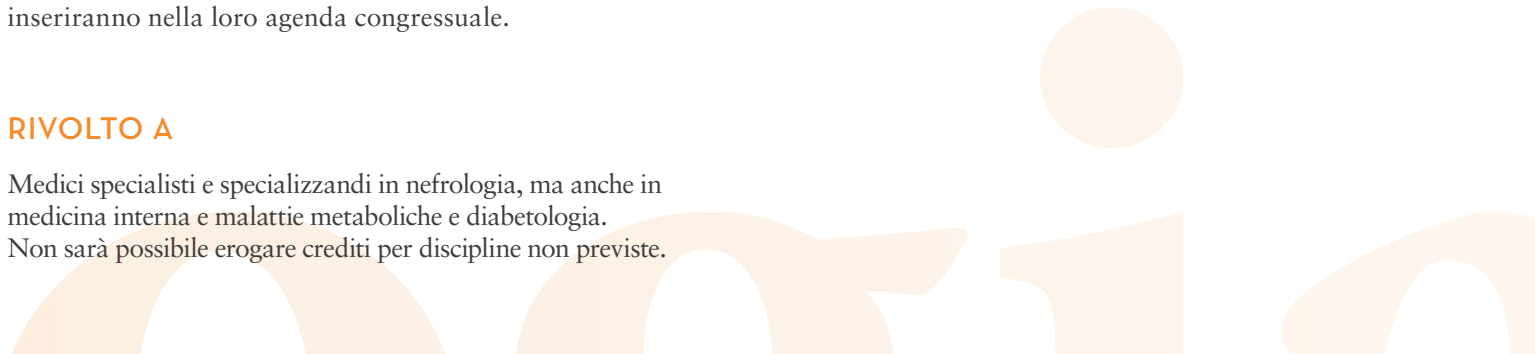 inseriranno nella loro agenda congressuale.
RIVOLTO A
Medici specialisti e specializzandi in nefrologia, ma anche in
medicina interna e malattie metaboliche e diabetologia.
Non sarà possibile erogare crediti per discipline non previste.
ogia